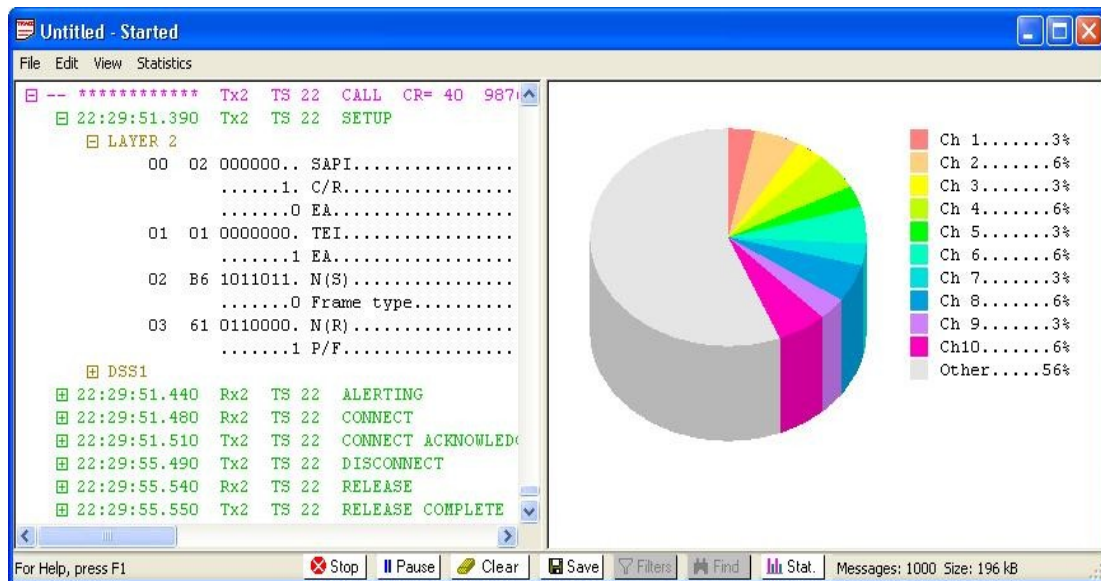 Untitled - Started
File Edit View Statistics
-- ************ Tx2 TS 22 CALL CR= 40
22:29:51.390 Tx2 TS 22 SETUP
LAYER 2
00 02 000000.. SAPI.................
......1. C/R.................
.......0 EA..................
01 01 0000000. TEI..................
.......1 EA..................
02 B6 1011011. N(S).................
.......0 Frame type..........
03 61 0110000. N(R).................
.......1 P/F.................
DSS1
22:29:51.440 Rx2 TS 22 ALERTING
22:29:51.480 Rx2 TS 22 CONNECT
22:29:51.510 Tx2 TS 22 CONNECT
22:29:55.490 Tx2 TS 22 DISCONNECT
22:29:55.540 Rx2 TS 22 RELEASE
22:29:55.550 Tx2 TS 22 RELEASE COMPLETE
Ch 1.......3%
Ch 2.......6%
Ch 3.......3%
Ch 4.......6%
Ch 5.......3%
Ch 6.......6%
Ch 7.......3%
Ch 8.......6%
Ch 9.......3%
Ch10.......6%
Other.....56%
For Help, press F1
Stop Pause Clear Save Filters Find Stat. Messages: 1000 Size: 196 kB